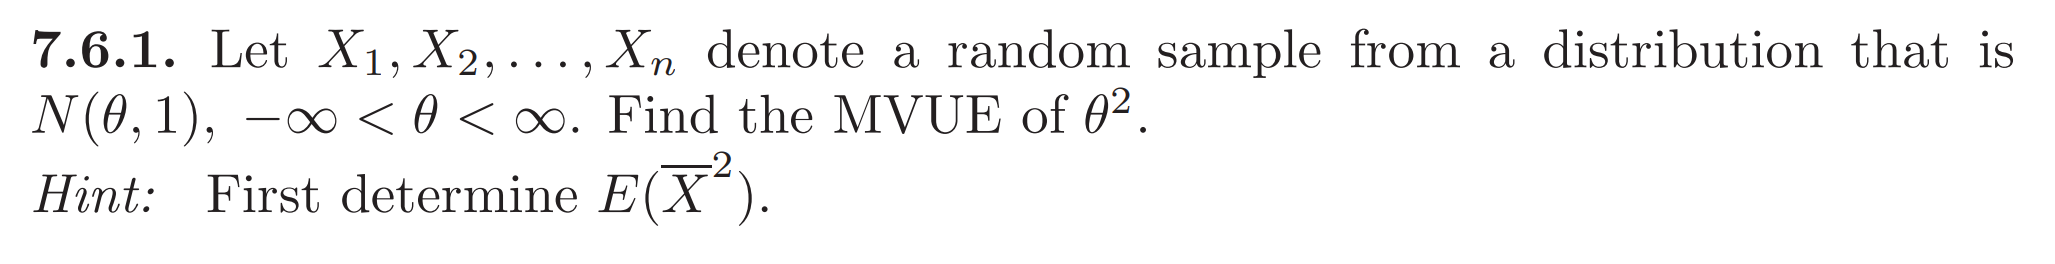 7.6.1. Let X₁, X₂, . . . , Xₙ denote a random sample from a distribution that is
N(θ, 1), −∞ < θ < ∞. Find the MVUE of θ².
Hint: First determine E(X̅²).